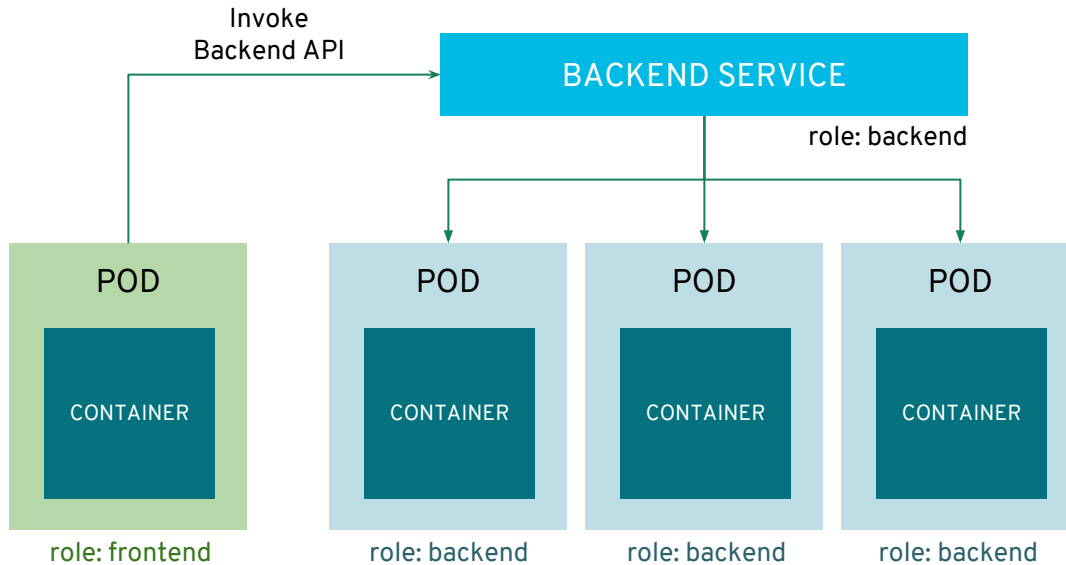 Invoke
Backend API
BACKEND SERVICE
role: backend
POD
POD
POD
POD
CONTAINER
CONTAINER
CONTAINER
CONTAINER
role: frontend
role: backend
role: backend
role: backend